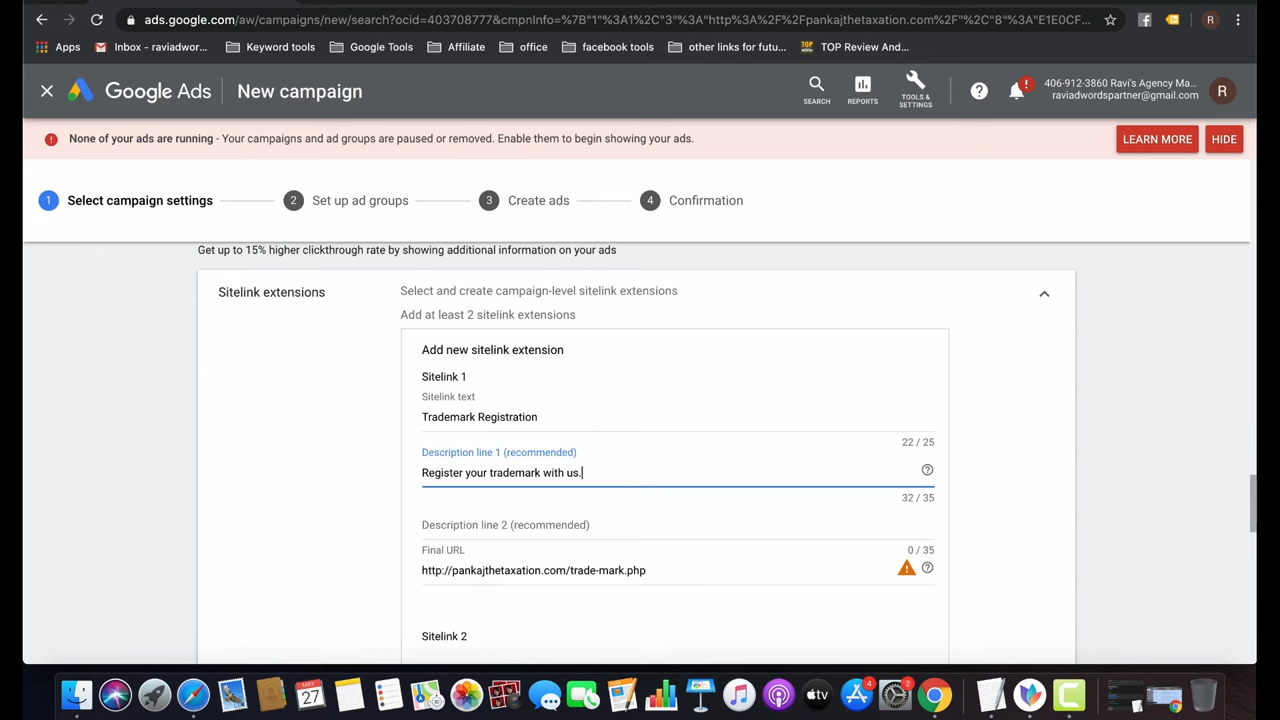 ads.google.com/aw/campaigns/new/search?ocid=403708777&cmpnInfo=%7B"1"%3A1%2C"3"%3A"http%3A%2F%2Fpankajthetaxation.com%2F"%2C"8"%3A"E1E0CF...
R
Apps
Inbox - raviadwor...
Keyword tools
Google Tools
Affiliate
office
facebook tools
other links for futu...
TOP Review And...
Google Ads
New campaign
SEARCH
REPORTS
TOOLS & SETTINGS
406-912-3860 Ravi's Agency Ma...
raviadwordspartner@gmail.com
R
None of your ads are running - Your campaigns and ad groups are paused or removed. Enable them to begin showing your ads.
LEARN MORE
HIDE
1 Select campaign settings
2 Set up ad groups
3 Create ads
4 Confirmation
Get up to 15% higher clickthrough rate by showing additional information on your ads
Sitelink extensions
Select and create campaign-level sitelink extensions
Add at least 2 sitelink extensions
Add new sitelink extension
Sitelink 1
Sitelink text
Trademark Registration
22 / 25
Description line 1 (recommended)
Register your trademark with us.
32 / 35
Description line 2 (recommended)
Final URL
0 / 35
http://pankajthetaxation.com/trade-mark.php
Sitelink 2
MAY
27
tv
4
2